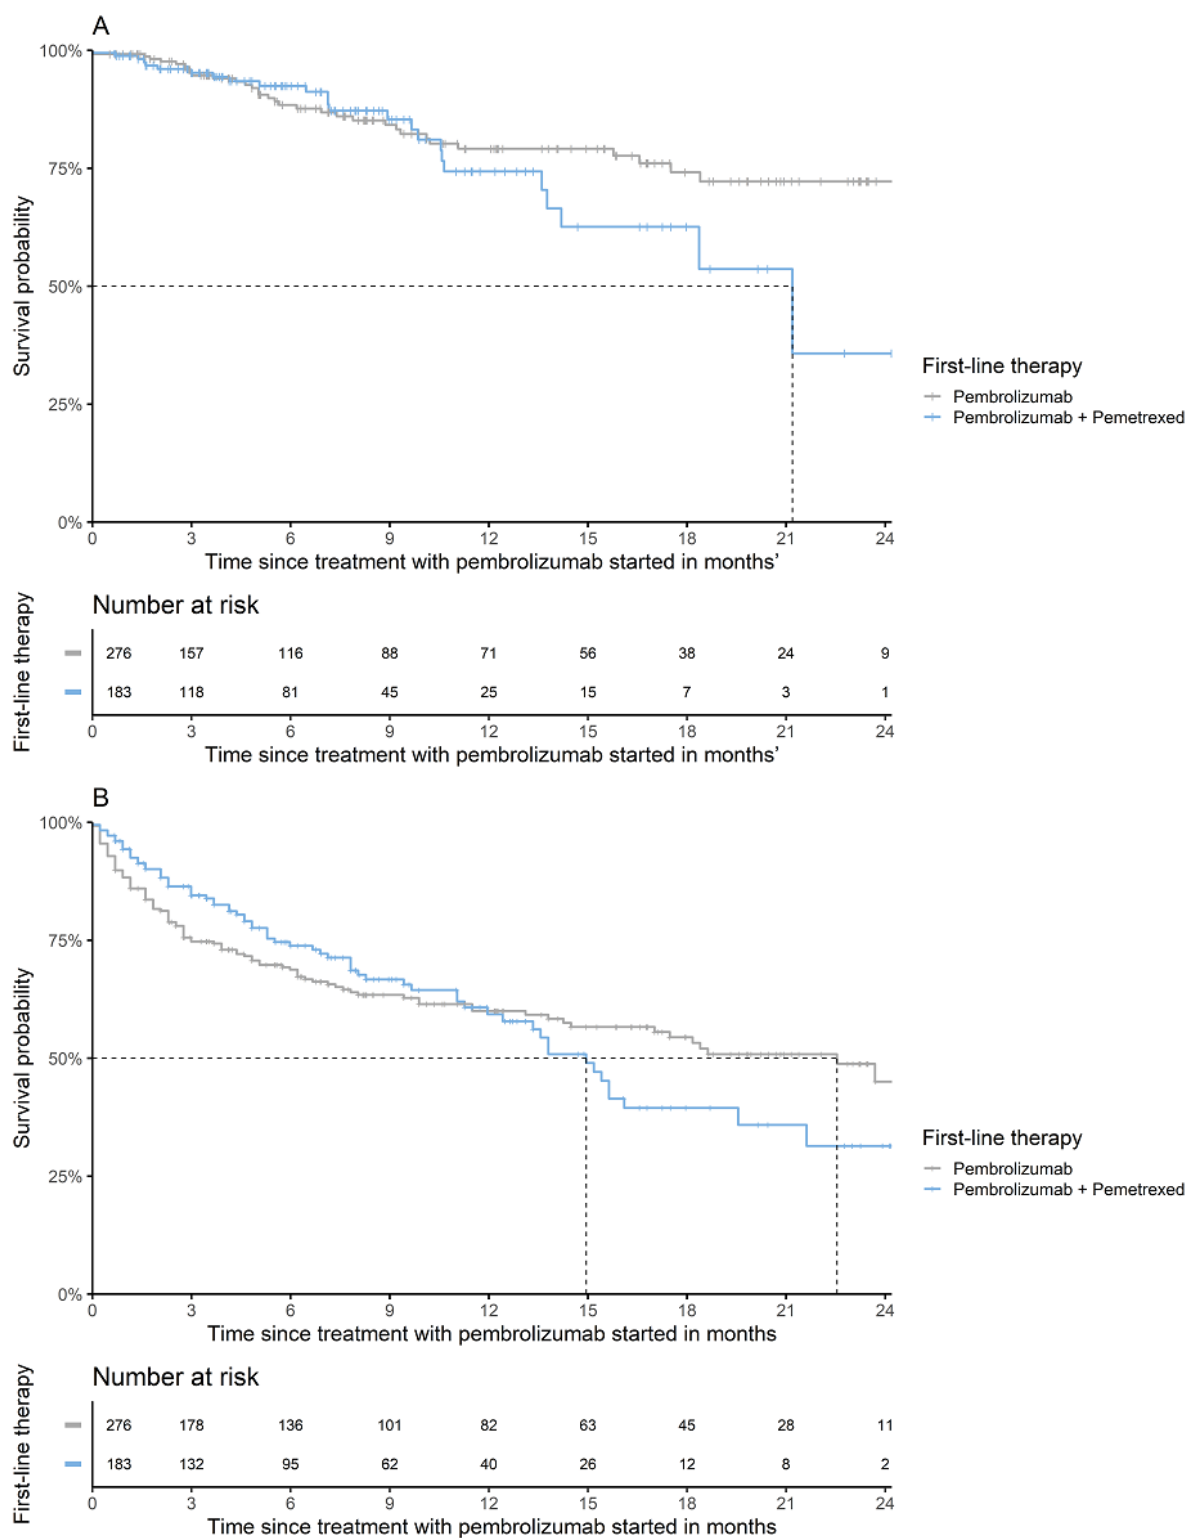 A
100%
75%
50%
25%
0%
Survival probability
0 3 6 9 12 15 18 21 24
Time since treatment with pembrolizumab started in months’
First-line therapy
Pembrolizumab
Pembrolizumab + Pemetrexed
Number at risk
First-line therapy
276 157 116 88 71 56 38 24 9
183 118 81 45 25 15 7 3 1
0 3 6 9 12 15 18 21 24
Time since treatment with pembrolizumab started in months’
B
100%
75%
50%
25%
0%
Survival probability
0 3 6 9 12 15 18 21 24
Time since treatment with pembrolizumab started in months
First-line therapy
Pembrolizumab
Pembrolizumab + Pemetrexed
Number at risk
First-line therapy
276 178 136 101 82 63 45 28 11
183 132 95 62 40 26 12 8 2
0 3 6 9 12 15 18 21 24
Time since treatment with pembrolizumab started in months